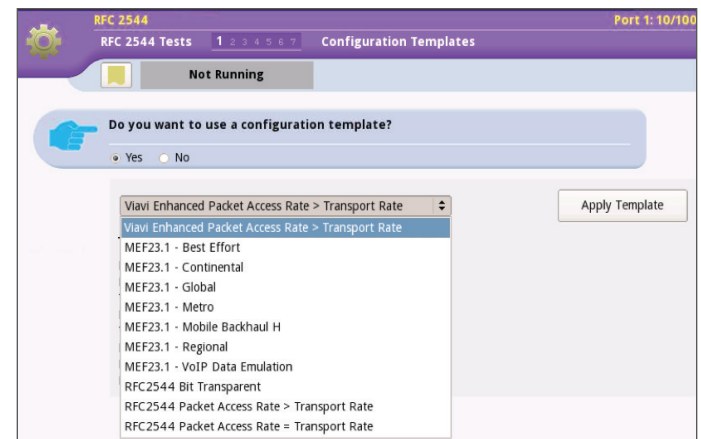 RFC 2544 Port 1: 10/100
RFC 2544 Tests 1 2 3 4 5 6 7 Configuration Templates
Not Running
Do you want to use a configuration template?
Yes No
Viavi Enhanced Packet Access Rate > Transport Rate Apply Template
Viavi Enhanced Packet Access Rate > Transport Rate
MEF23.1 - Best Effort
MEF23.1 - Continental
MEF23.1 - Global
MEF23.1 - Metro
MEF23.1 - Mobile Backhaul H
MEF23.1 - Regional
MEF23.1 - VoIP Data Emulation
RFC2544 Bit Transparent
RFC2544 Packet Access Rate > Transport Rate
RFC2544 Packet Access Rate = Transport Rate